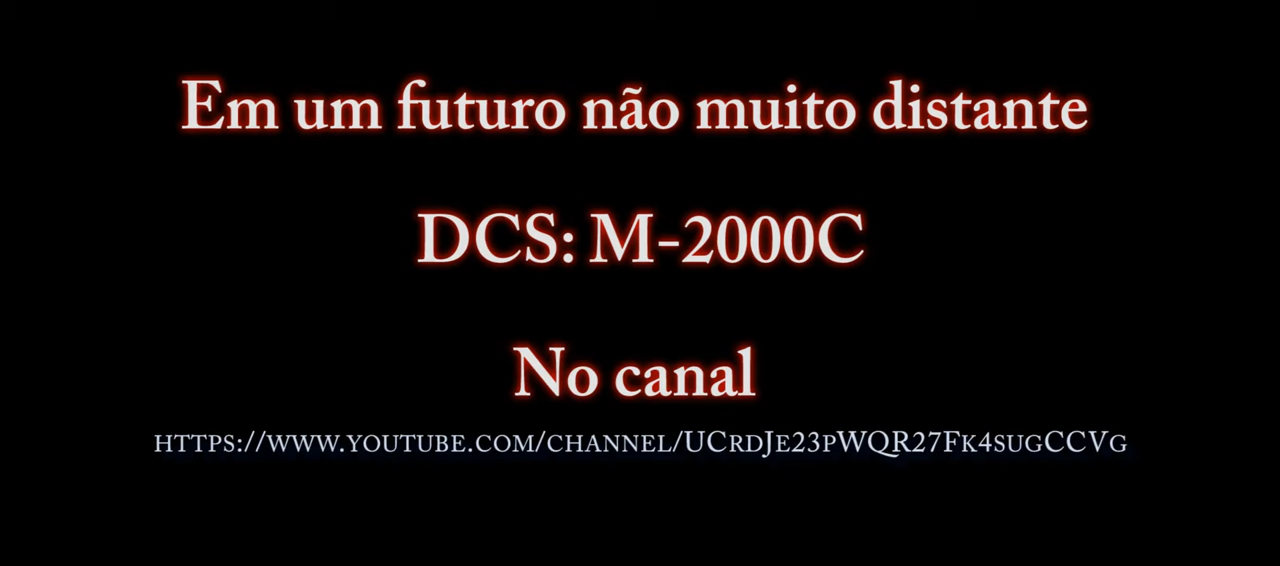 Em um futuro não muito distante
DCS: M-2000C
No canal
https://www.youtube.com/channel/UCrdJe23pWQR27Fk4sugCCVg